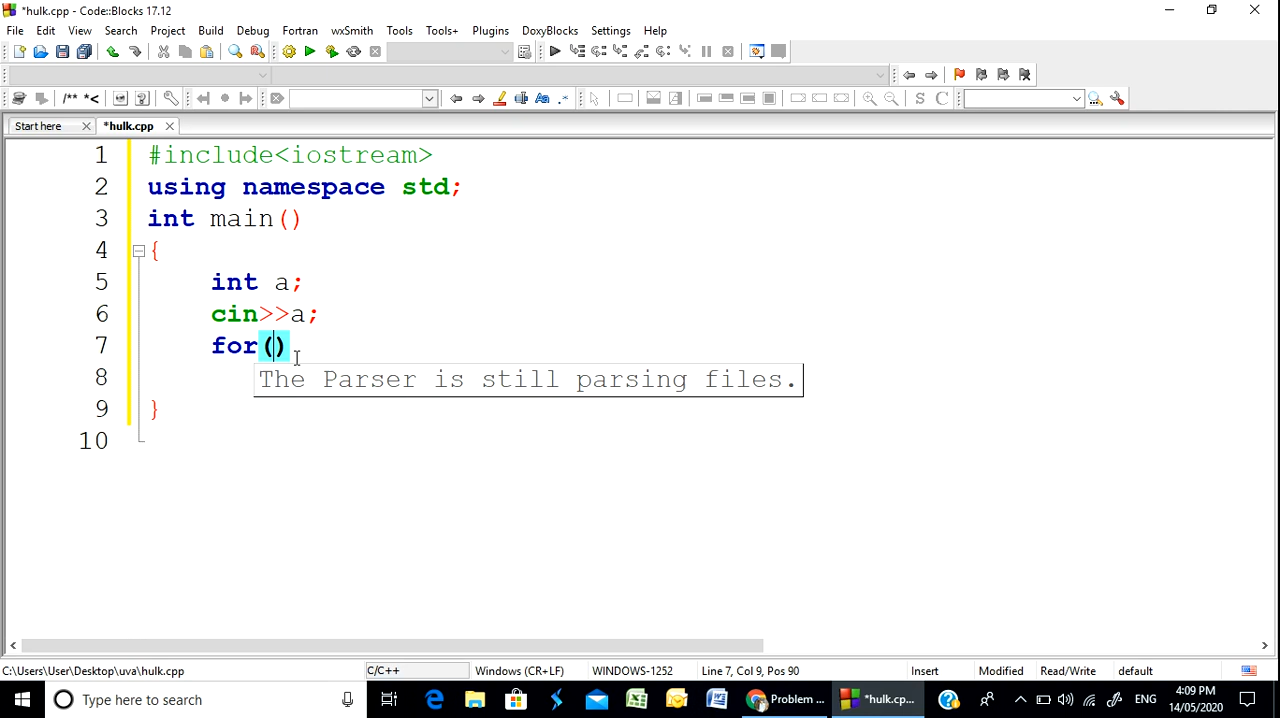 *hulk.cpp - Code::Blocks 17.12
File Edit View Search Project Build Debug Fortran wxSmith Tools Tools+ Plugins DoxyBlocks Settings Help
/** *<
S C
Start here *hulk.cpp
1 #include<iostream>
2 using namespace std;
3 int main()
4 {
5 int a;
6 cin>>a;
7 for()
The Parser is still parsing files.
8
9 }
10
C:\Users\User\Desktop\uva\hulk.cpp C/C++ Windows (CR+LF) WINDOWS-1252 Line 7, Col 9, Pos 90 Insert Modified Read/Write default
Type here to search Problem ... *hulk.cp... ENG 4:09 PM
14/05/2020